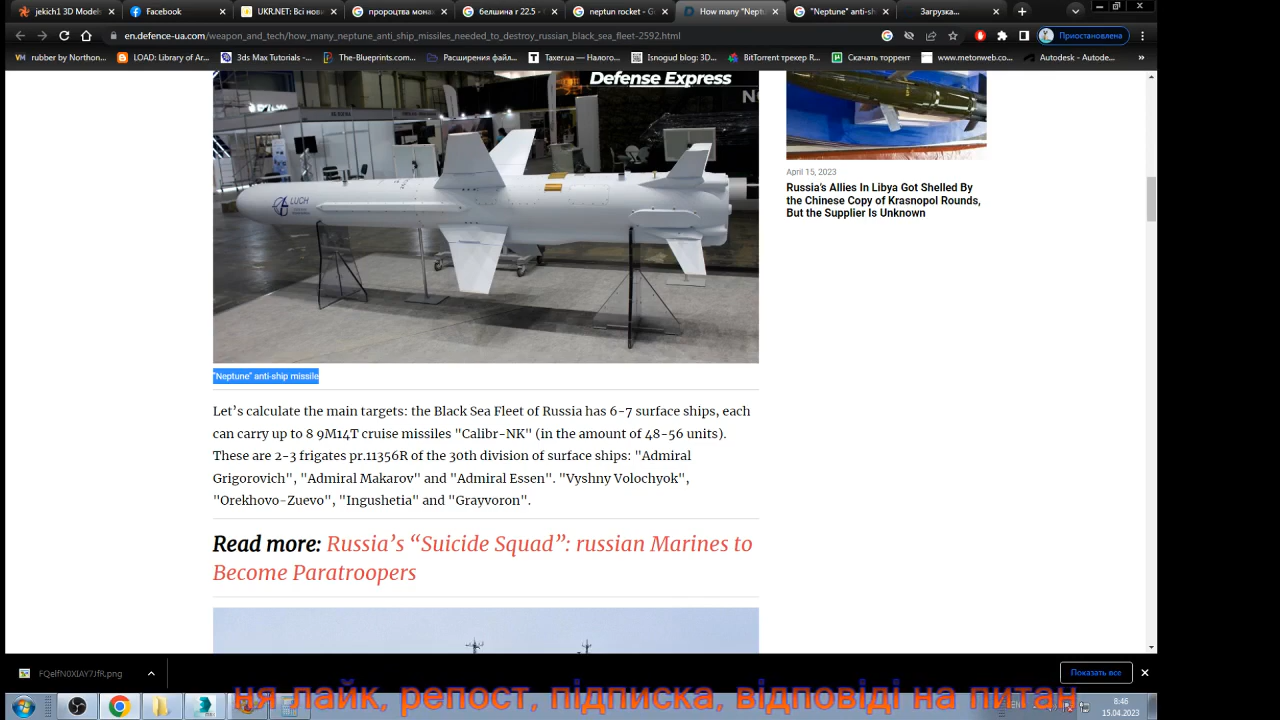 jekich1 3D Models
Facebook
UKR.NET: Всі нові
пророцтва мона
белшина r 22.5 -
neptun rocket - Go
How many "Neptu
"Neptune" anti-sh
Загрузка...
en.defence-ua.com/weapon_and_tech/how_many_neptune_anti_ship_missiles_needed_to_destroy_russian_black_sea_fleet-2592.html
Приостановлена
rubber by Northon...
LOAD: Library of Ar...
3ds Max Tutorials -...
The-Blueprints.com...
Расширения файл...
Taxer.ua — Налого...
Isnogud blog: 3D...
BitTorrent трекер R...
Скачать торрент
www.metonweb.co...
Autodesk - Autode...
»
Defense Express
LUCH
"Neptune" anti-ship missile
Let's calculate the main targets: the Black Sea Fleet of Russia has 6-7 surface ships, each
can carry up to 8 9M14T cruise missiles "Calibr-NK" (in the amount of 48-56 units).
These are 2-3 frigates pr.11356R of the 30th division of surface ships: "Admiral
Grigorovich", "Admiral Makarov" and "Admiral Essen". "Vyshny Volochyok",
"Orekhovo-Zuevo", "Ingushetia" and "Grayvoron".
Read more: Russia's "Suicide Squad": russian Marines to
Become Paratroopers
April 15, 2023
Russia's Allies In Libya Got Shelled By
the Chinese Copy of Krasnopol Rounds,
But the Supplier Is Unknown
FQelfN0XIAY7JfR.png
Показать все
ня лайк, репост, підписка, відповіді на питан
EN
8:46
15.04.2023